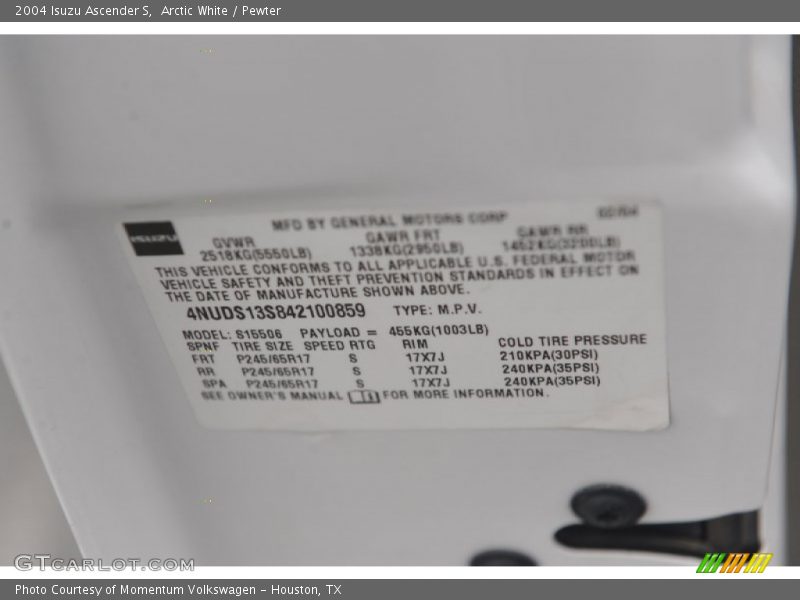 2004 Isuzu Ascender S,  Arctic White / Pewter
ISUZU
MFD BY GENERAL MOTORS CORP
GVWR GAWR FRT GAWR RR
2518KG(5550LB) 1338KG(2950LB) 1452KG(3200LB)
THIS VEHICLE CONFORMS TO ALL APPLICABLE U.S. FEDERAL MOTOR
VEHICLE SAFETY AND THEFT PREVENTION STANDARDS IN EFFECT ON
THE DATE OF MANUFACTURE SHOWN ABOVE.
4NUDS13S842100859 TYPE: M.P.V.
MODEL: S15506 PAYLOAD = 455KG(1003LB)
SPNF TIRE SIZE SPEED RTG RIM COLD TIRE PRESSURE
FRT P245/65R17 S 17X7J 210KPA(30PSI)
RR P245/65R17 S 17X7J 240KPA(35PSI)
SPA P245/65R17 S 17X7J 240KPA(35PSI)
SEE OWNER'S MANUAL FOR MORE INFORMATION.
GTCARLOT.COM
Photo Courtesy of Momentum Volkswagen – Houston, TX